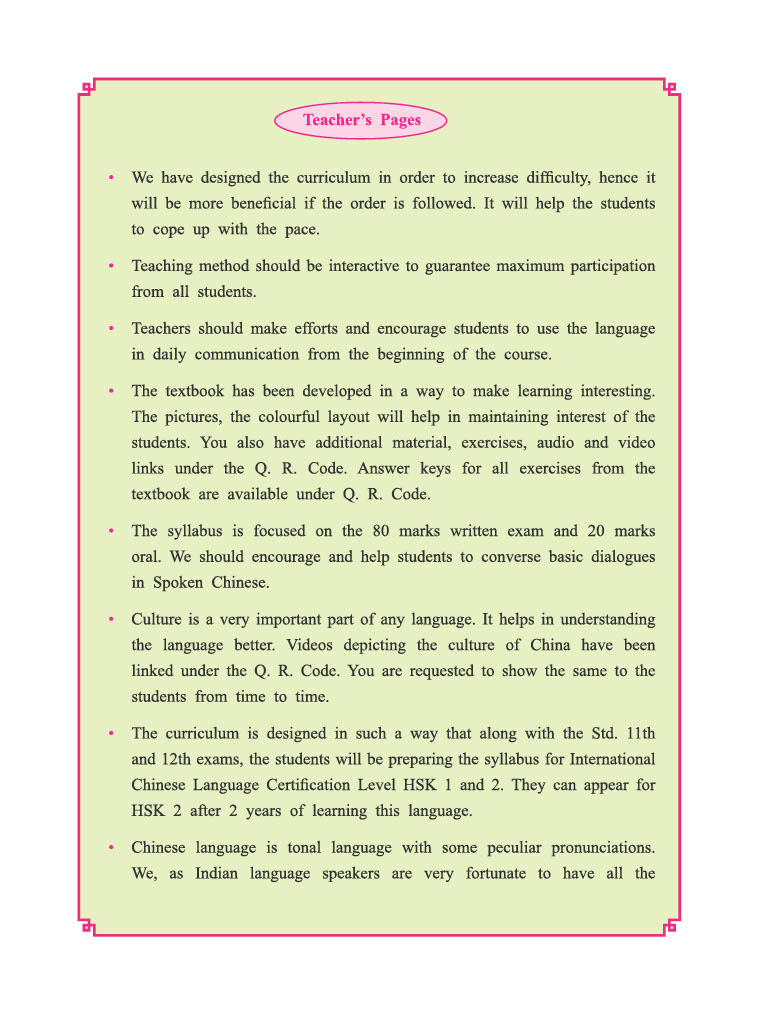 Teacher's Pages
• We have designed the curriculum in order to increase difficulty, hence it
will be more beneficial if the order is followed. It will help the students
to cope up with the pace.
• Teaching method should be interactive to guarantee maximum participation
from all students.
• Teachers should make efforts and encourage students to use the language
in daily communication from the beginning of the course.
• The textbook has been developed in a way to make learning interesting.
The pictures, the colourful layout will help in maintaining interest of the
students. You also have additional material, exercises, audio and video
links under the Q. R. Code. Answer keys for all exercises from the
textbook are available under Q. R. Code.
• The syllabus is focused on the 80 marks written exam and 20 marks
oral. We should encourage and help students to converse basic dialogues
in Spoken Chinese.
• Culture is a very important part of any language. It helps in understanding
the language better. Videos depicting the culture of China have been
linked under the Q. R. Code. You are requested to show the same to the
students from time to time.
• The curriculum is designed in such a way that along with the Std. 11th
and 12th exams, the students will be preparing the syllabus for International
Chinese Language Certification Level HSK 1 and 2. They can appear for
HSK 2 after 2 years of learning this language.
• Chinese language is tonal language with some peculiar pronunciations.
We, as Indian language speakers are very fortunate to have all the